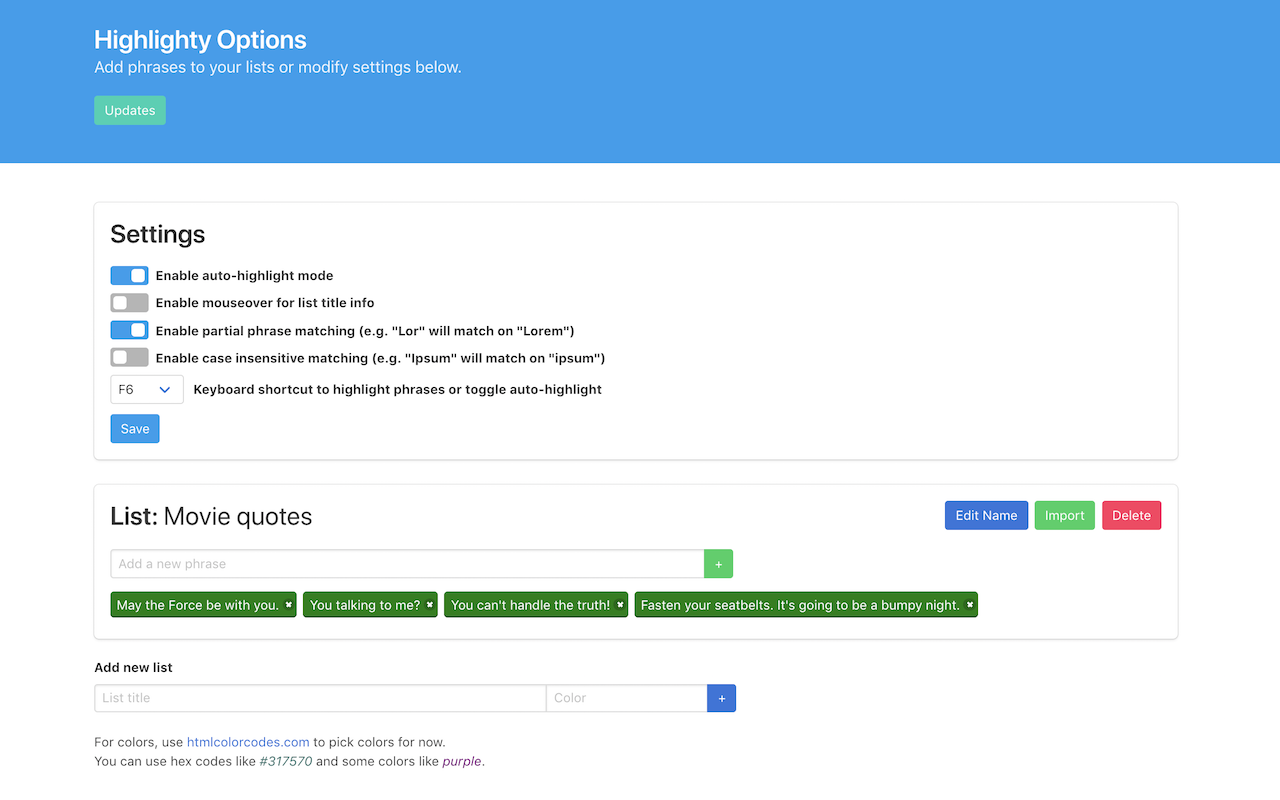 Highlighty Options
Add phrases to your lists or modify settings below.
Updates
Settings
Enable auto-highlight mode
Enable mouseover for list title info
Enable partial phrase matching (e.g. "Lor" will match on "Lorem")
Enable case insensitive matching (e.g. "Ipsum" will match on "ipsum")
F6 Keyboard shortcut to highlight phrases or toggle auto-highlight
Save
List: Movie quotes Edit Name Import Delete
Add a new phrase +
May the Force be with you. You talking to me? You can't handle the truth! Fasten your seatbelts. It's going to be a bumpy night.
Add new list
List title Color +
For colors, use htmlcolorcodes.com to pick colors for now.
You can use hex codes like #317570 and some colors like purple.